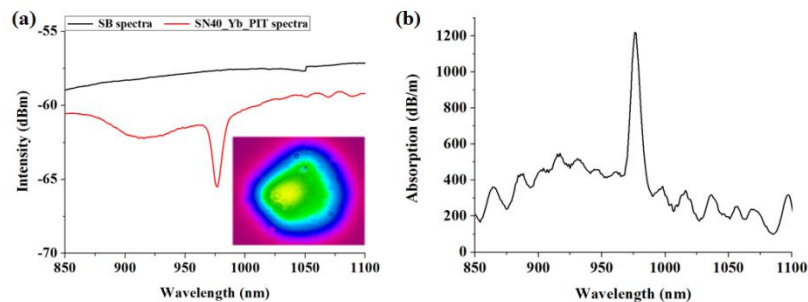 (a)
SB spectra
SN40_Yb_PIT spectra
-55
-60
-65
-70
Intensity (dBm)
850
900
950
1000
1050
1100
Wavelength (nm)
(b)
1200
1000
800
600
400
200
0
Absorption (dB/m)
850
900
950
1000
1050
1100
Wavelength (nm)